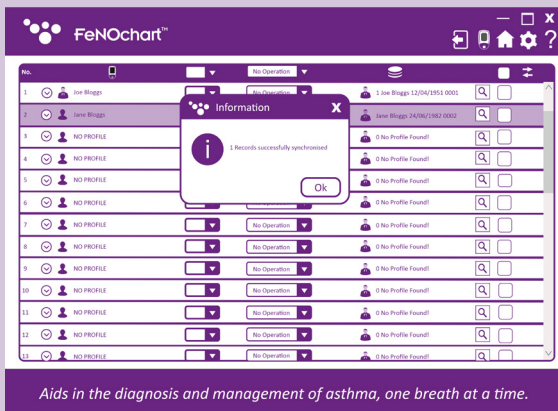 FeNOchart™
No. No Operation
1 Joe Bloggs No Operation 1 Joe Bloggs 12/04/1951 0001
Information X
2 Jane Bloggs Jane Bloggs 24/06/1982 0002
3 NO PROFILE 0 No Profile Found!
i 1 Records successfully synchronised
4 NO PROFILE 0 No Profile Found!
5 NO PROFILE 0 No Profile Found!
Ok
6 NO PROFILE No Operation 0 No Profile Found!
7 NO PROFILE No Operation 0 No Profile Found!
8 NO PROFILE No Operation 0 No Profile Found!
9 NO PROFILE No Operation 0 No Profile Found!
10 NO PROFILE No Operation 0 No Profile Found!
11 NO PROFILE No Operation 0 No Profile Found!
12 NO PROFILE No Operation 0 No Profile Found!
13 NO PROFILE No Operation 0 No Profile Found!
Aids in the diagnosis and management of asthma, one breath at a time.